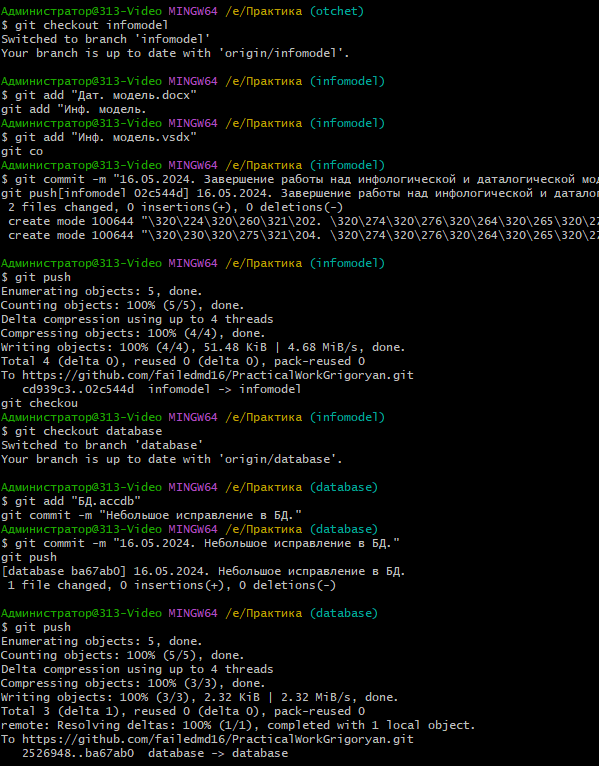 Администратор@313-Video MINGW64 /e/Практика (otchet)
$ git checkout infomodel
Switched to branch 'infomodel'
Your branch is up to date with 'origin/infomodel'.
Администратор@313-Video MINGW64 /e/Практика (infomodel)
$ git add "Дат. модель.docx"
git add "Инф. модель.
Администратор@313-Video MINGW64 /e/Практика (infomodel)
$ git add "Инф. модель.vsdx"
git co
Администратор@313-Video MINGW64 /e/Практика (infomodel)
$ git commit -m "16.05.2024. Завершение работы над инфологической и даталогической мод
git push[infomodel 02c544d] 16.05.2024. Завершение работы над инфологической и даталог
2 files changed, 0 insertions(+), 0 deletions(-)
create mode 100644 "\320\224\320\260\321\202. \320\274\320\276\320\264\320\265\320\27
create mode 100644 "\320\230\320\275\321\204. \320\274\320\276\320\264\320\265\320\27
Администратор@313-Video MINGW64 /e/Практика (infomodel)
$ git push
Enumerating objects: 5, done.
Counting objects: 100% (5/5), done.
Delta compression using up to 4 threads
Compressing objects: 100% (4/4), done.
Writing objects: 100% (4/4), 51.48 KiB | 4.68 MiB/s, done.
Total 4 (delta 0), reused 0 (delta 0), pack-reused 0
To https://github.com/failedmd16/PracticalWorkGrigoryan.git
cd939c3..02c544d  infomodel -> infomodel
git checkou
Администратор@313-Video MINGW64 /e/Практика (infomodel)
$ git checkout database
Switched to branch 'database'
Your branch is up to date with 'origin/database'.
Администратор@313-Video MINGW64 /e/Практика (database)
$ git add "БД.accdb"
git commit -m "Небольшое исправление в БД."
Администратор@313-Video MINGW64 /e/Практика (database)
$ git commit -m "16.05.2024. Небольшое исправление в БД."
git push
[database ba67ab0] 16.05.2024. Небольшое исправление в БД.
1 file changed, 0 insertions(+), 0 deletions(-)
Администратор@313-Video MINGW64 /e/Практика (database)
$ git push
Enumerating objects: 5, done.
Counting objects: 100% (5/5), done.
Delta compression using up to 4 threads
Compressing objects: 100% (3/3), done.
Writing objects: 100% (3/3), 2.32 KiB | 2.32 MiB/s, done.
Total 3 (delta 1), reused 0 (delta 0), pack-reused 0
remote: Resolving deltas: 100% (1/1), completed with 1 local object.
To https://github.com/failedmd16/PracticalWorkGrigoryan.git
2526948..ba67ab0  database -> database